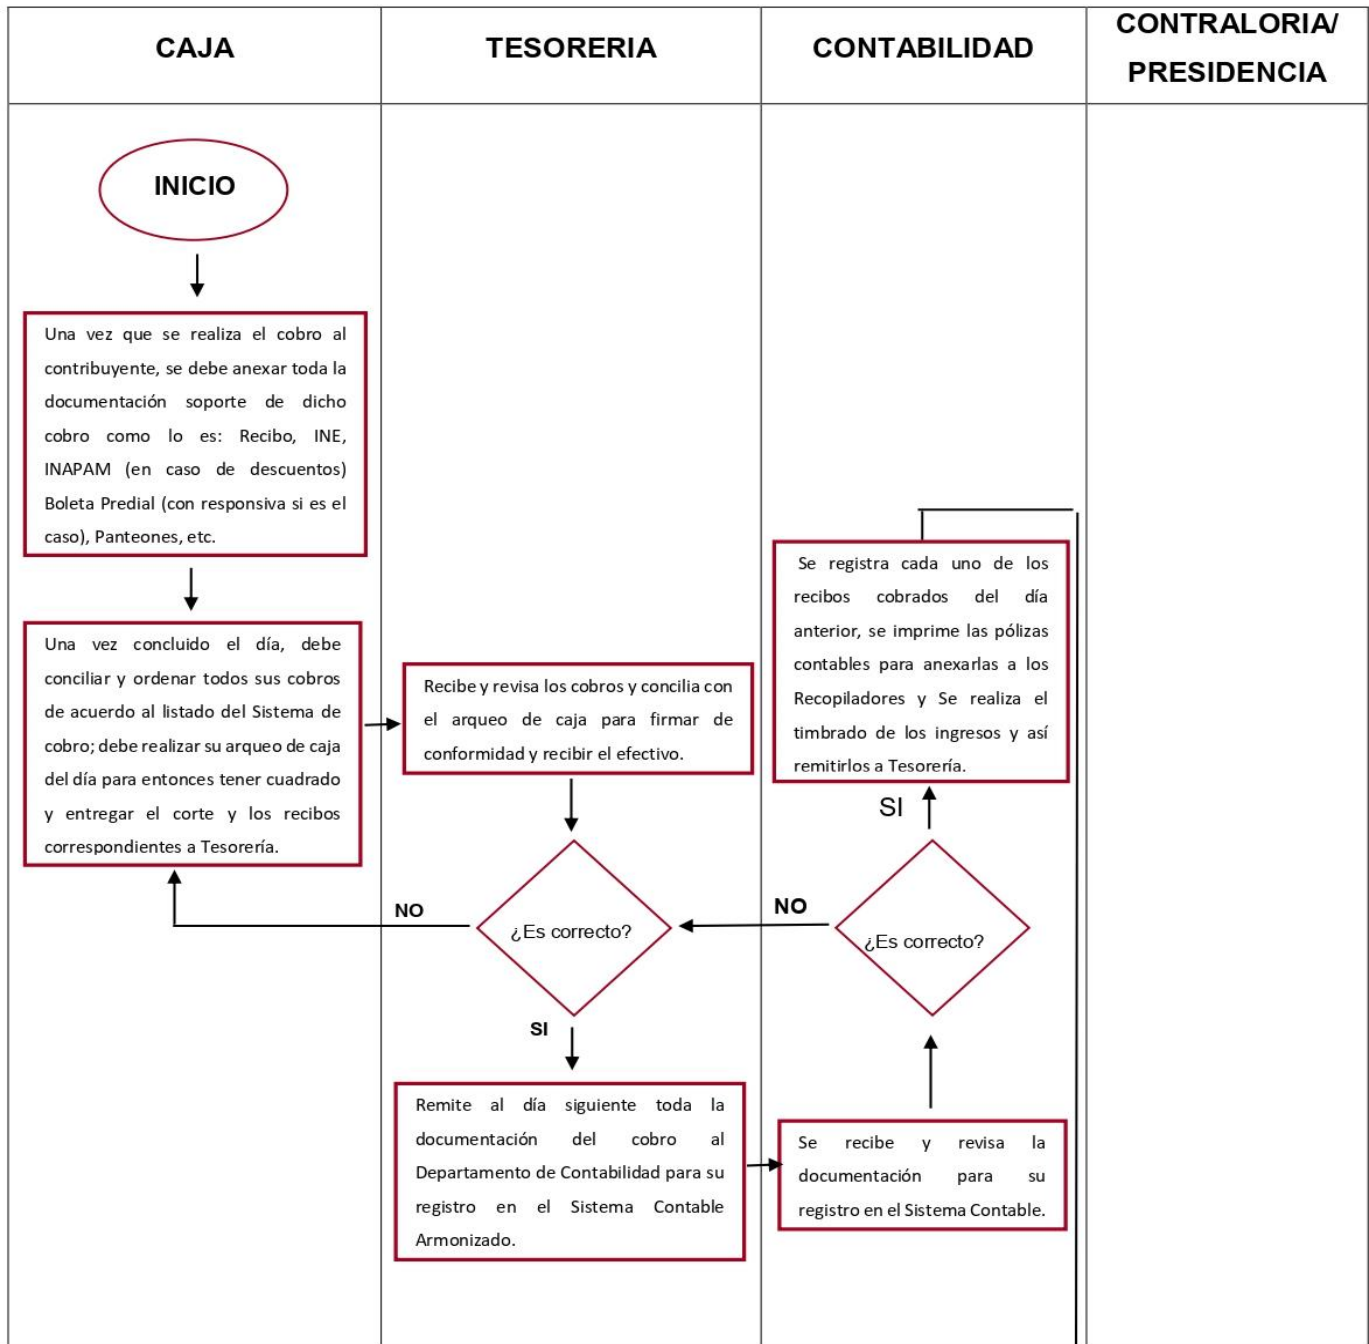 CAJA
TESORERIA
CONTABILIDAD
CONTRALORIA/
PRESIDENCIA
INICIO
Una vez que se realiza el cobro al
contribuyente, se debe anexar toda la
documentación soporte de dicho
cobro como lo es: Recibo, INE,
INAPAM (en caso de descuentos)
Boleta Predial (con responsiva si es el
caso), Panteones, etc.
Una vez concluido el día, debe
conciliar y ordenar todos sus cobros
de acuerdo al listado del Sistema de
cobro; debe realizar su arqueo de caja
del día para entonces tener cuadrado
y entregar el corte y los recibos
correspondientes a Tesorería.
Recibe y revisa los cobros y concilia con
el arqueo de caja para firmar de
conformidad y recibir el efectivo.
¿Es correcto?
NO
SI
Remite al día siguiente toda la
documentación del cobro al
Departamento de Contabilidad para su
registro en el Sistema Contable
Armonizado.
Se recibe y revisa la
documentación para su
registro en el Sistema Contable.
¿Es correcto?
NO
SI
Se registra cada uno de los
recibos cobrados del día
anterior, se imprime las pólizas
contables para anexarlas a los
Recopiladores y Se realiza el
timbrado de los ingresos y así
remitirlos a Tesorería.